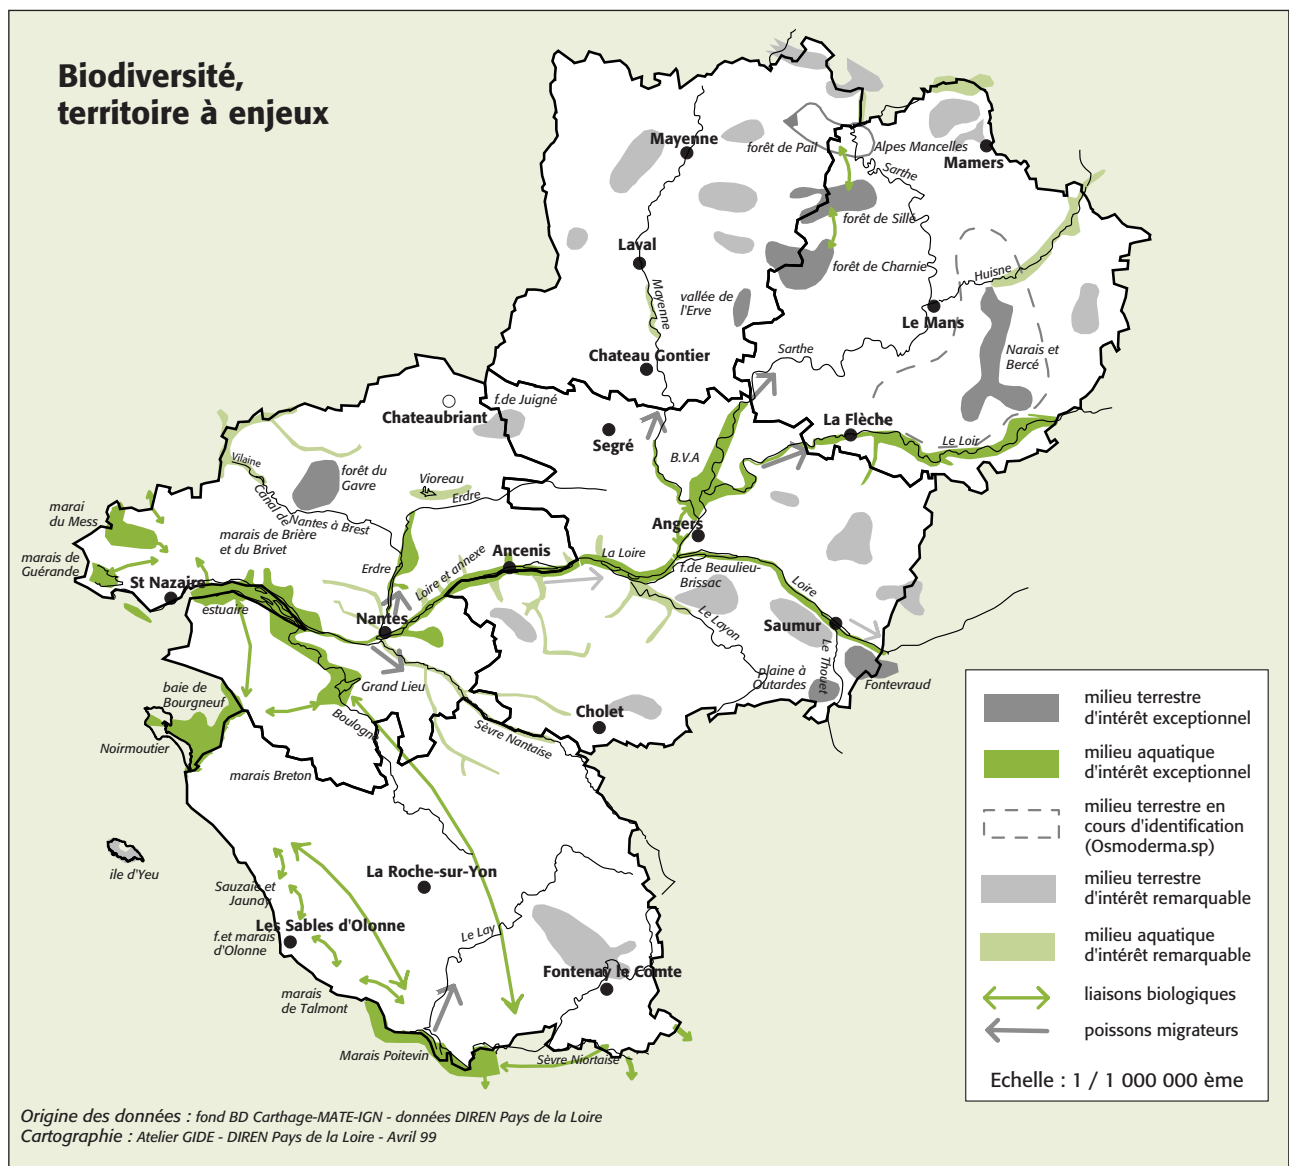 Biodiversité,
territoire à enjeux
Mayenne
forêt de Pail
Alpes Mancelles
Mamers
Sarthe
forêt de Sillé
Laval
forêt de Charnie
Huisne
Mayenne
vallée de
l'Erve
Le Mans
Chateau Gontier
Sarthe
Narais et
Bercé
Chateaubriant
f.de Juigné
La Flèche
Segré
Le Loir
B.V.A
Vilaine
forêt du
Gavre
Vioreau
Erdre
Canal de
Nantes à Brest
marai
du Mess
marais de Brière
et du Brivet
Angers
marais de
Guérande
Ancenis
La Loire
Erdre
Loire et annexe
f.de Beaulieu-
Brissac
St Nazaire
estuaire
Loire
Nantes
Le Layon
Saumur
Le Thouet
plaine à
Outardes
Fontevraud
Grand Lieu
baie de
Bourgneuf
Boulogne
Cholet
Sèvre Nantaise
Noirmoutier
marais Breton
ile d'Yeu
La Roche-sur-Yon
Sauzaie et
Jaunay
Les Sables d'Olonne
f.et marais
d'Olonne
Le Lay
Fontenay le Comte
marais
de Talmont
Marais Poitevin
Sèvre Niortaise
milieu terrestre
d'intérêt exceptionnel
milieu aquatique
d'intérêt exceptionnel
milieu terrestre en
cours d'identification
(Osmoderma.sp)
milieu terrestre
d'intérêt remarquable
milieu aquatique
d'intérêt remarquable
liaisons biologiques
poissons migrateurs
Echelle : 1 / 1 000 000 ème
Origine des données : fond BD Carthage-MATE-IGN - données DIREN Pays de la Loire
Cartographie : Atelier GIDE - DIREN Pays de la Loire - Avril 99